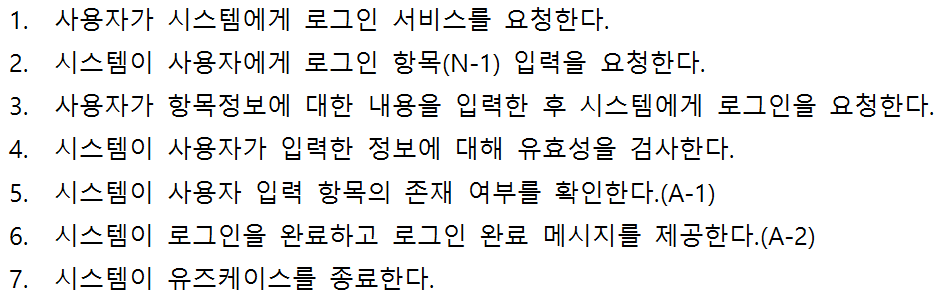 1. 사용자가 시스템에게 로그인 서비스를 요청한다.
2. 시스템이 사용자에게 로그인 항목(N-1) 입력을 요청한다.
3. 사용자가 항목정보에 대한 내용을 입력한 후 시스템에게 로그인을 요청한다.
4. 시스템이 사용자가 입력한 정보에 대해 유효성을 검사한다.
5. 시스템이 사용자 입력 항목의 존재 여부를 확인한다.(A-1)
6. 시스템이 로그인을 완료하고 로그인 완료 메시지를 제공한다.(A-2)
7. 시스템이 유즈케이스를 종료한다.